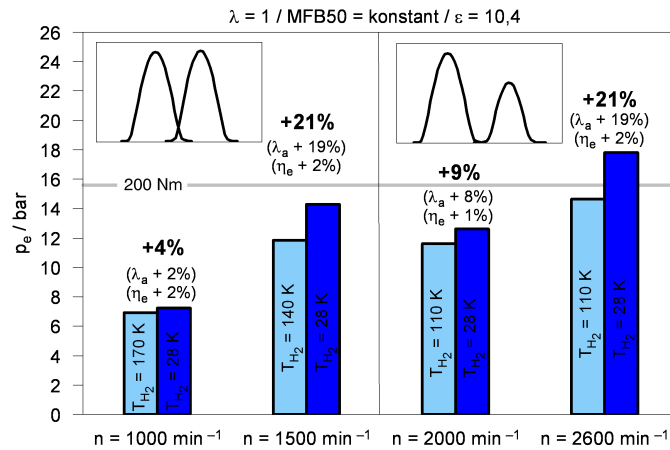 λ = 1 / MFB50 = konstant / ε = 10,4
pe / bar
28
26
24
22
20
18
16
14
12
10
8
6
4
2
0
200 Nm
+4%
(λa + 2%)
(ηe + 2%)
+21%
(λa + 19%)
(ηe + 2%)
+9%
(λa + 8%)
(ηe + 1%)
+21%
(λa + 19%)
(ηe + 2%)
TH2 = 170 K
TH2 = 28 K
TH2 = 140 K
TH2 = 28 K
TH2 = 110 K
TH2 = 28 K
TH2 = 110 K
TH2 = 28 K
n = 1000 min⁻¹
n = 1500 min⁻¹
n = 2000 min⁻¹
n = 2600 min⁻¹